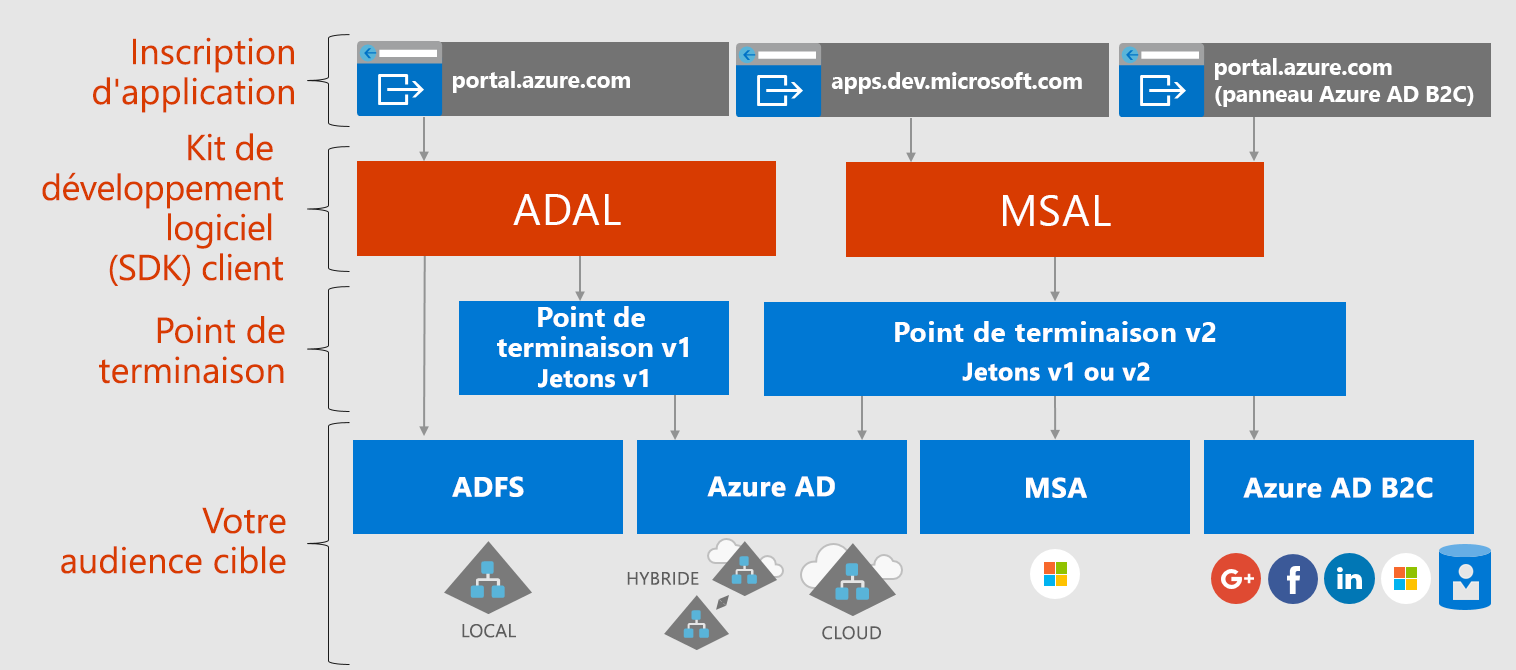 Inscription
d'application
portal.azure.com
apps.dev.microsoft.com
portal.azure.com
(panneau Azure AD B2C)
Kit de
développement
logiciel
(SDK) client
ADAL
MSAL
Point de
terminaison
Point de
terminaison v1
Jetons v1
Point de terminaison v2
Jetons v1 ou v2
Votre
audience cible
ADFS
Azure AD
MSA
Azure AD B2C
LOCAL
HYBRIDE
CLOUD
G+
f
in